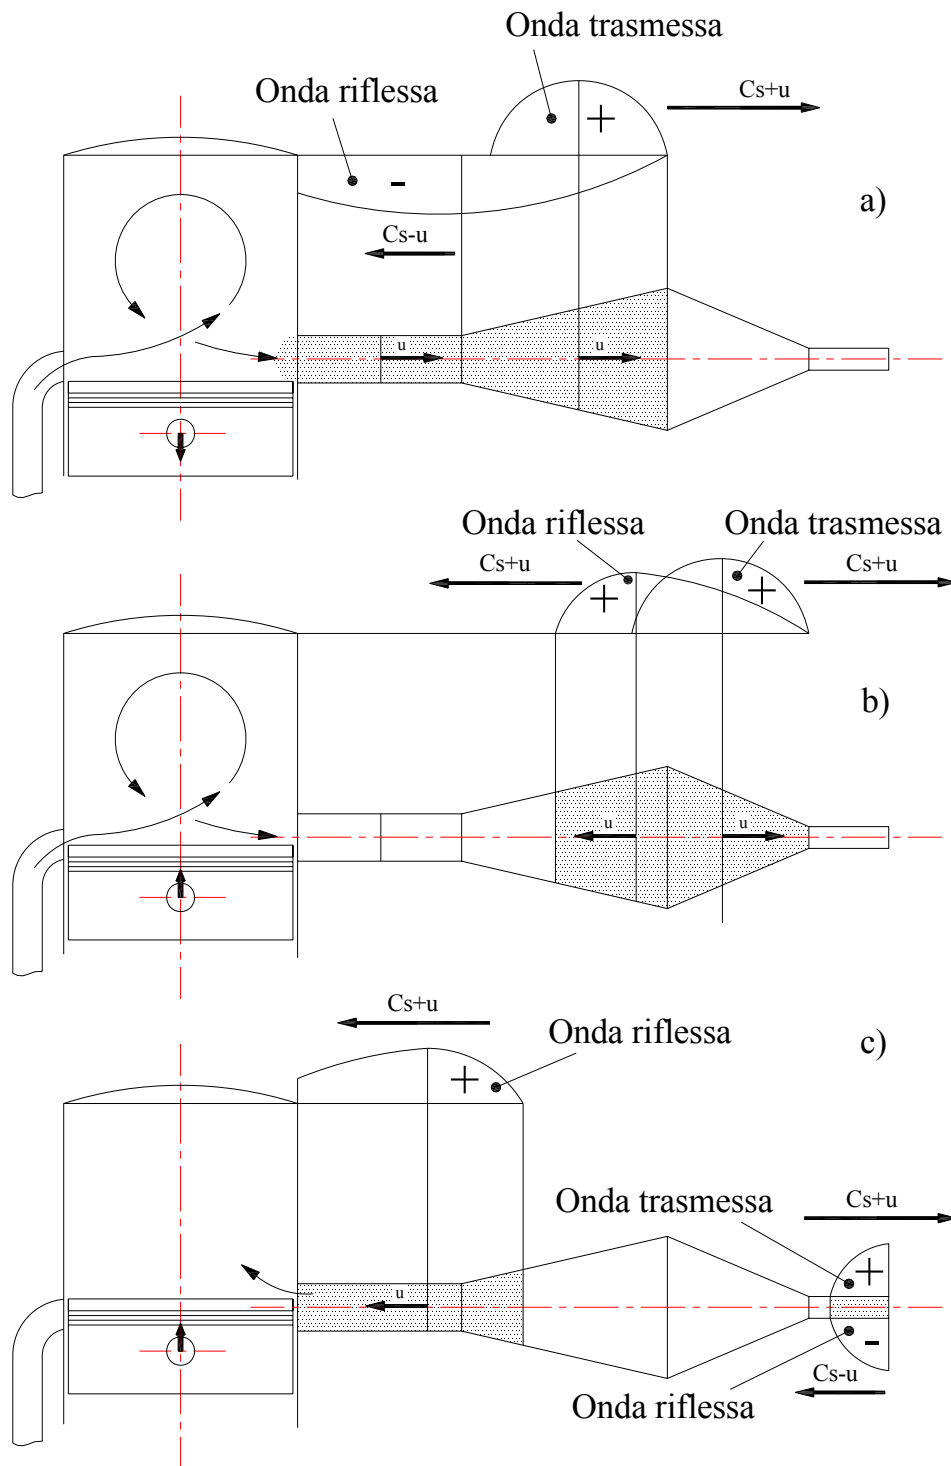 Onda trasmessa
Onda riflessa
Cs+u
+
-
a)
Cs-u
u
u
Onda riflessa
Onda trasmessa
Cs+u
Cs+u
+
+
b)
u
u
Cs+u
Onda riflessa
c)
+
Onda trasmessa
Cs+u
+
u
-
Cs-u
Onda riflessa